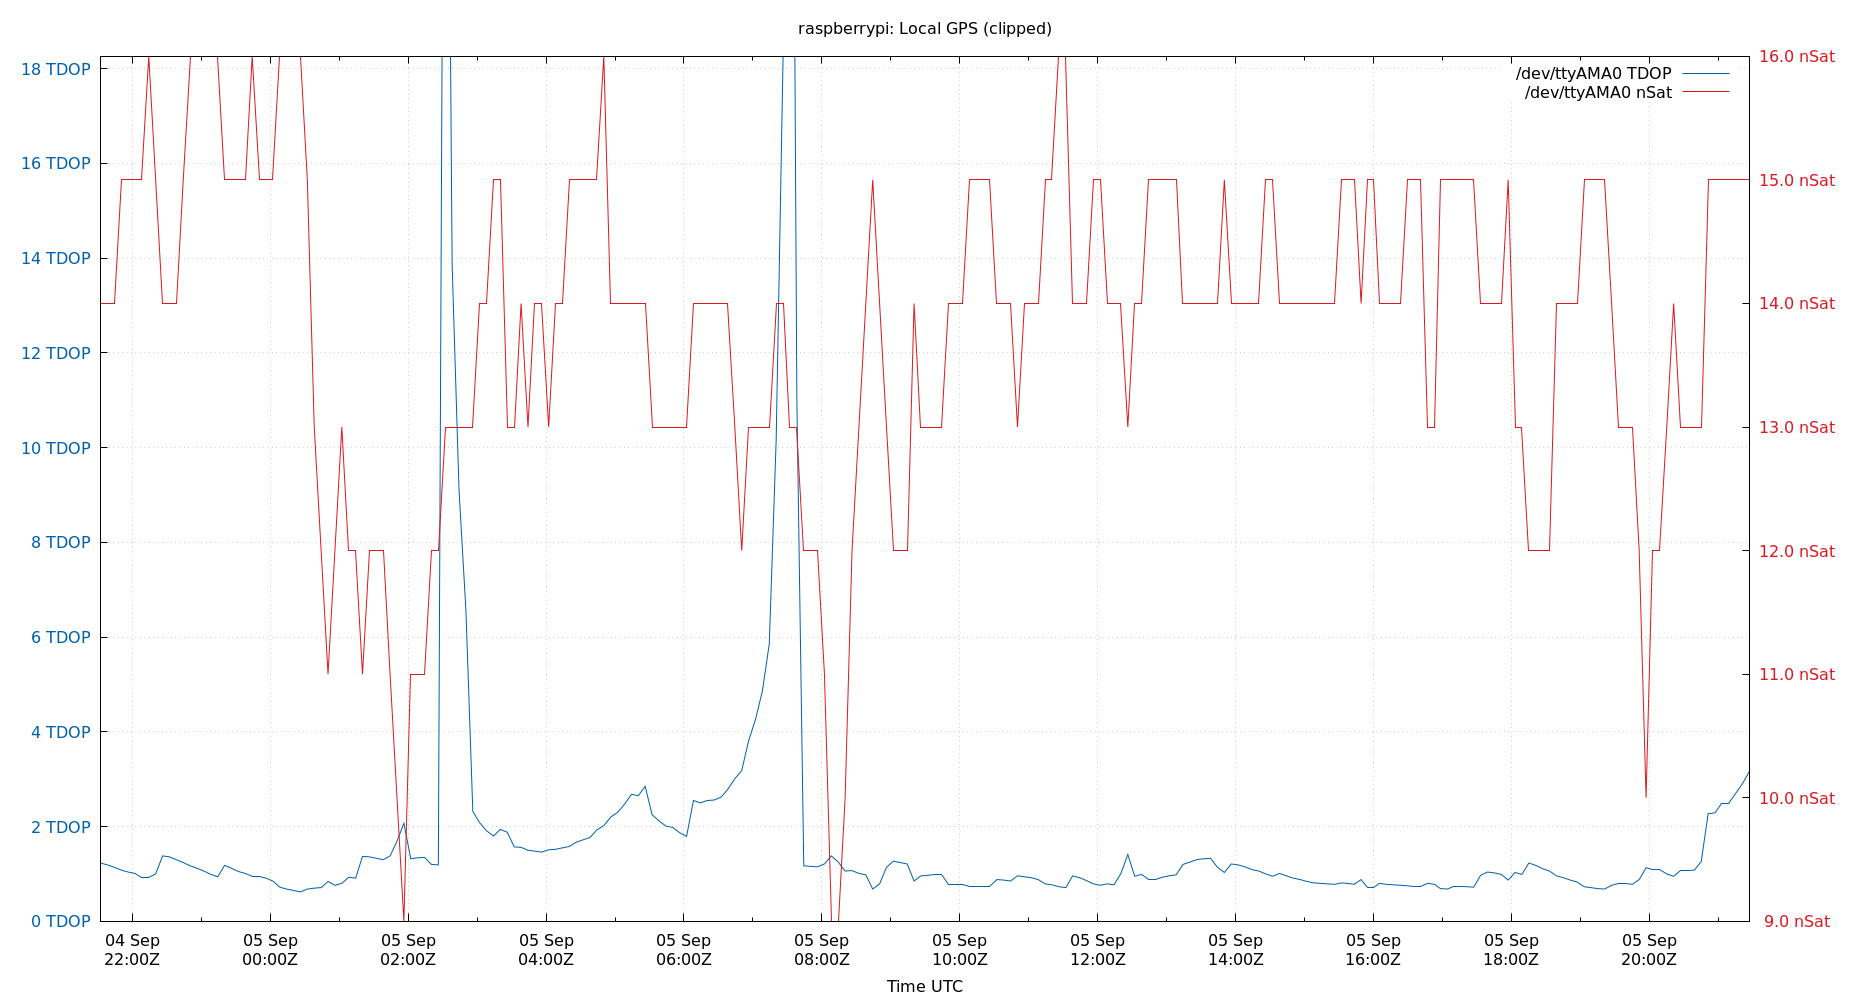 raspberrypi: Local GPS (clipped)
18 TDOP
16 TDOP
14 TDOP
12 TDOP
10 TDOP
8 TDOP
6 TDOP
4 TDOP
2 TDOP
0 TDOP
16.0 nSat
15.0 nSat
14.0 nSat
13.0 nSat
12.0 nSat
11.0 nSat
10.0 nSat
9.0 nSat
/dev/ttyAMA0 TDOP
/dev/ttyAMA0 nSat
04 Sep
22:00Z
05 Sep
00:00Z
05 Sep
02:00Z
05 Sep
04:00Z
05 Sep
06:00Z
05 Sep
08:00Z
05 Sep
10:00Z
05 Sep
12:00Z
05 Sep
14:00Z
05 Sep
16:00Z
05 Sep
18:00Z
05 Sep
20:00Z
Time UTC